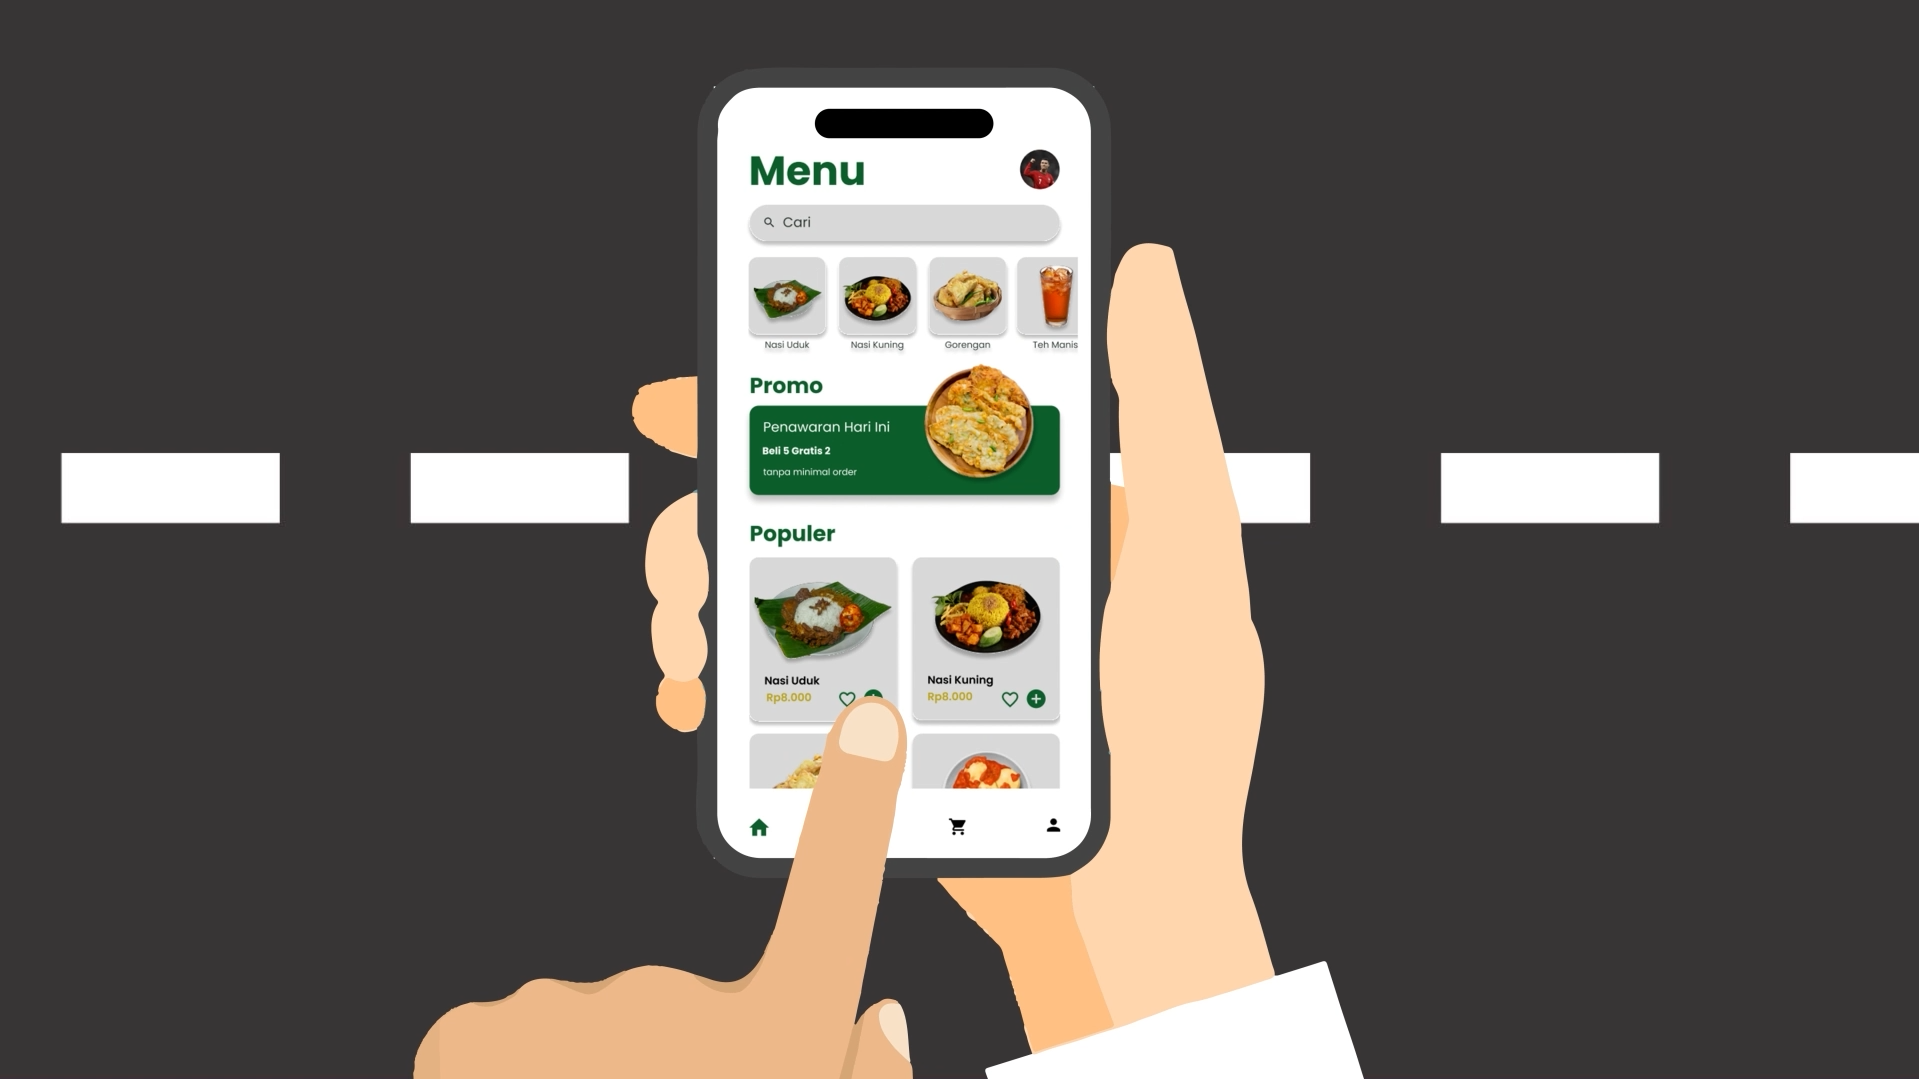 Menu
Cari
Nasi Uduk
Nasi Kuning
Gorengan
Teh Manis
Promo
Penawaran Hari Ini
Beli 5 Gratis 2
tanpa minimal order
Populer
Nasi Uduk
Rp8.000
Nasi Kuning
Rp8.000